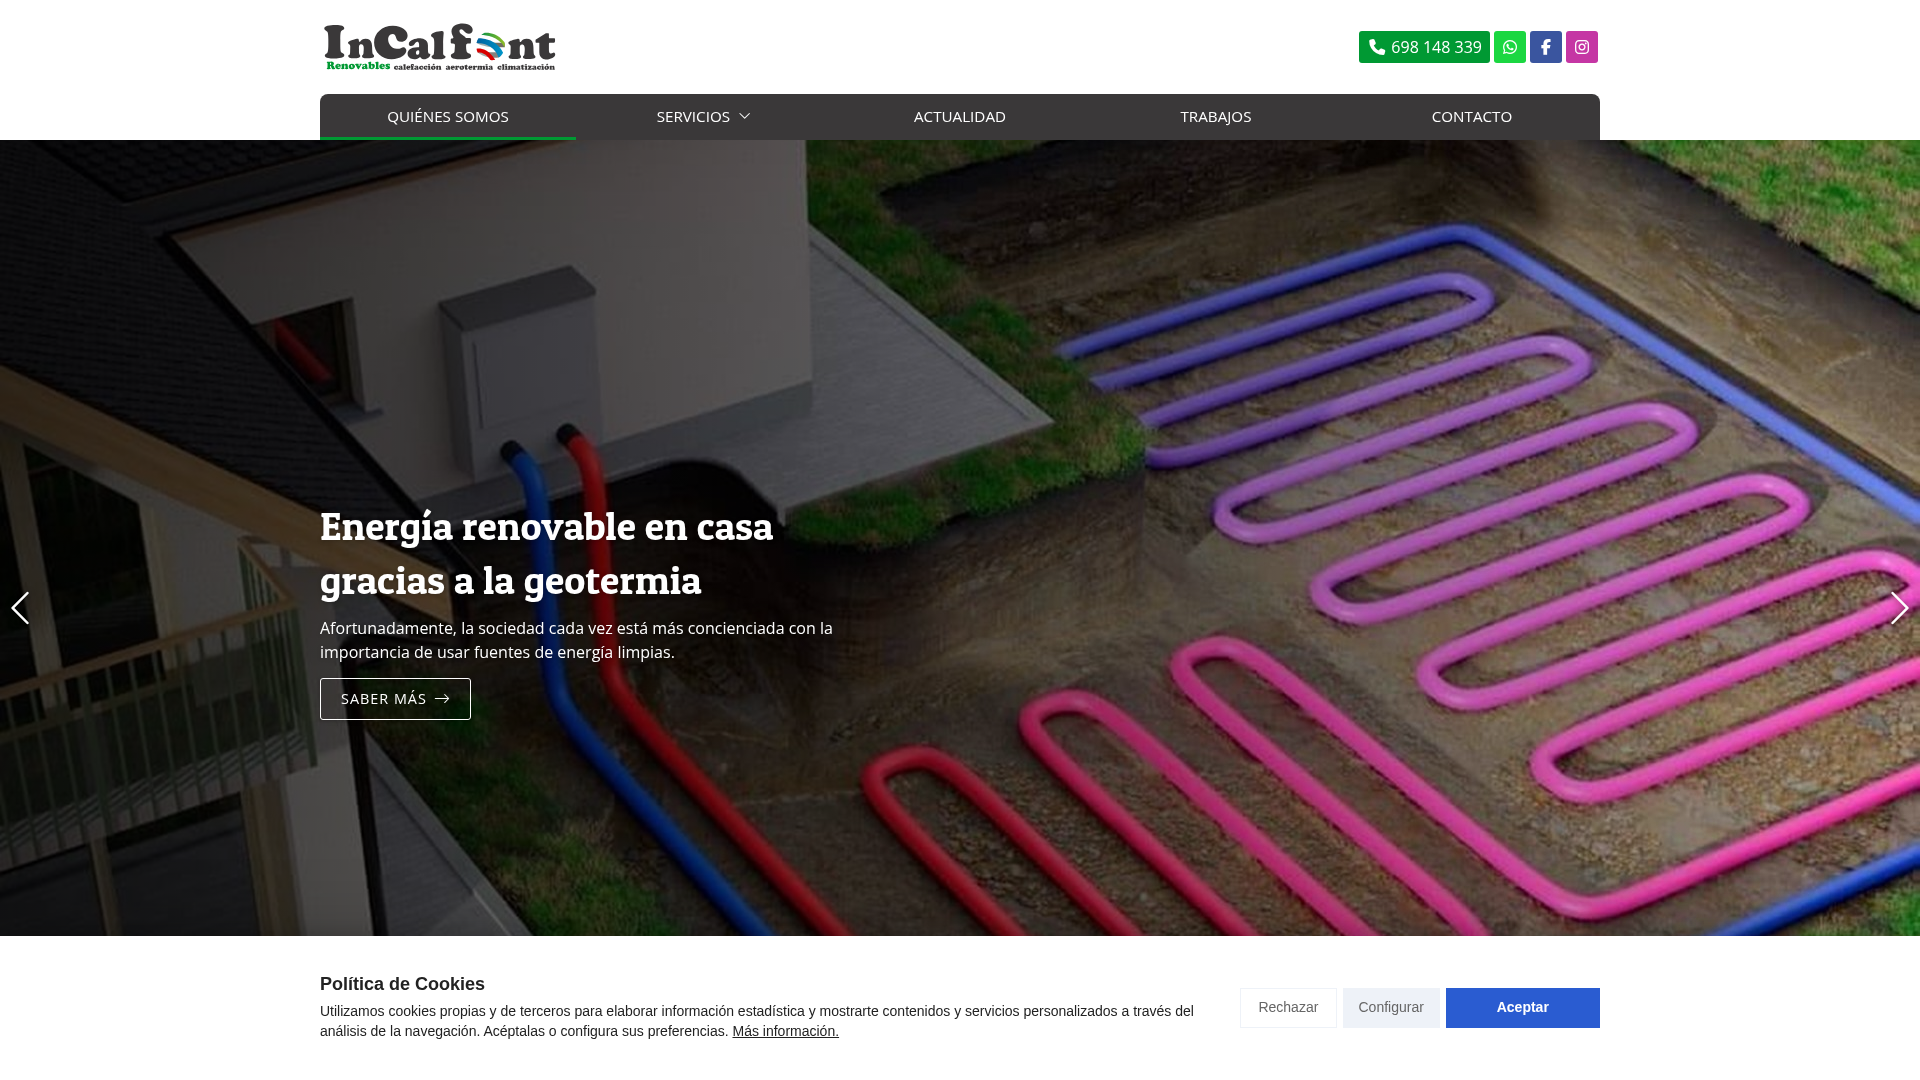 InCalfont
Renovables calefacción aerotermia climatización
698 148 339
QUIÉNES SOMOS
SERVICIOS
ACTUALIDAD
TRABAJOS
CONTACTO
Energía renovable en casa
gracias a la geotermia
Afortunadamente, la sociedad cada vez está más concienciada con la
importancia de usar fuentes de energía limpias.
SABER MÁS
Política de Cookies
Utilizamos cookies propias y de terceros para elaborar información estadística y mostrarte contenidos y servicios personalizados a través del
análisis de la navegación. Acéptalas o configura sus preferencias. Más información.
Rechazar
Configurar
Aceptar